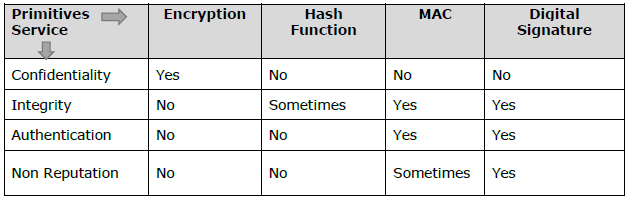 Primitives Encryption Hash MAC Digital
Service Function Signature
Confidentiality Yes No No No
Integrity No Sometimes Yes Yes
Authentication No No Yes Yes
Non Reputation No No Sometimes Yes